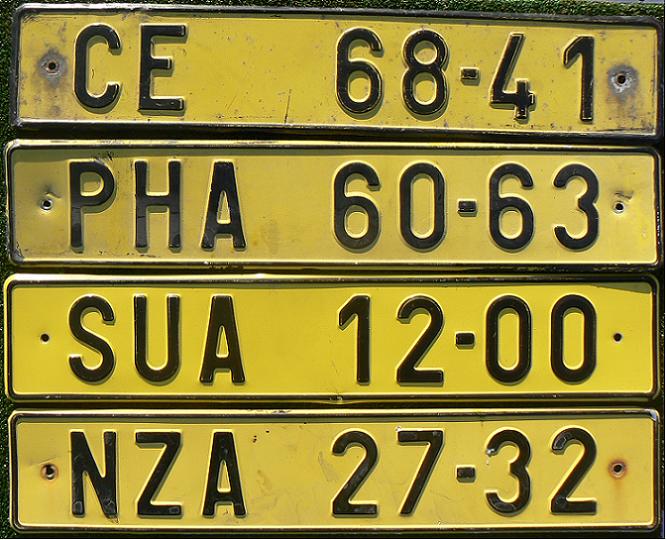 CE 68-41
PHA 60-63
SUA 12-00
NZA 27-32